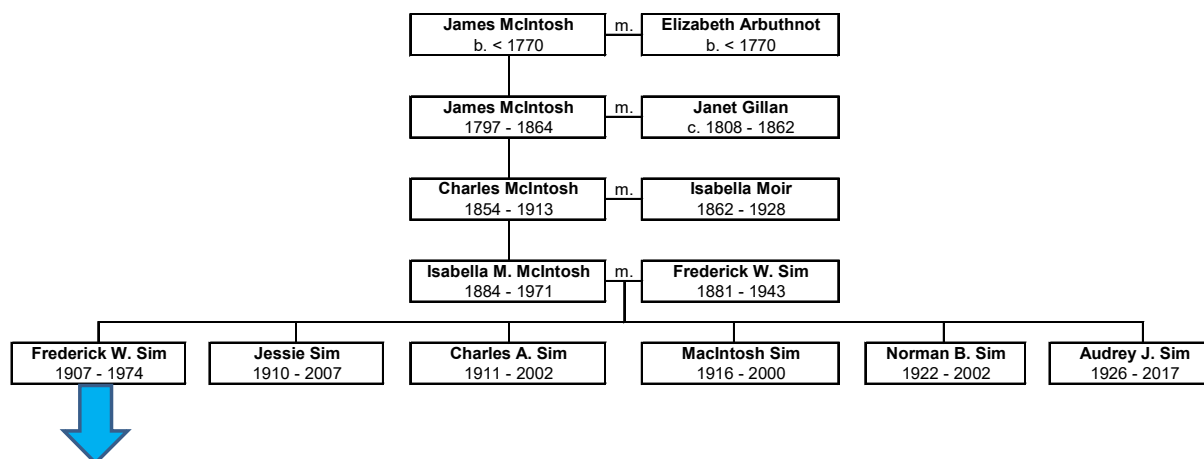 James McIntosh m. Elizabeth Arbuthnot
b. < 1770 b. < 1770
James McIntosh m. Janet Gillan
1797 - 1864 c. 1808 - 1862
Charles McIntosh m. Isabella Moir
1854 - 1913 1862 - 1928
Isabella M. McIntosh m. Frederick W. Sim
1884 - 1971 1881 - 1943
Frederick W. Sim Jessie Sim Charles A. Sim MacIntosh Sim Norman B. Sim Audrey J. Sim
1907 - 1974 1910 - 2007 1911 - 2002 1916 - 2000 1922 - 2002 1926 - 2017